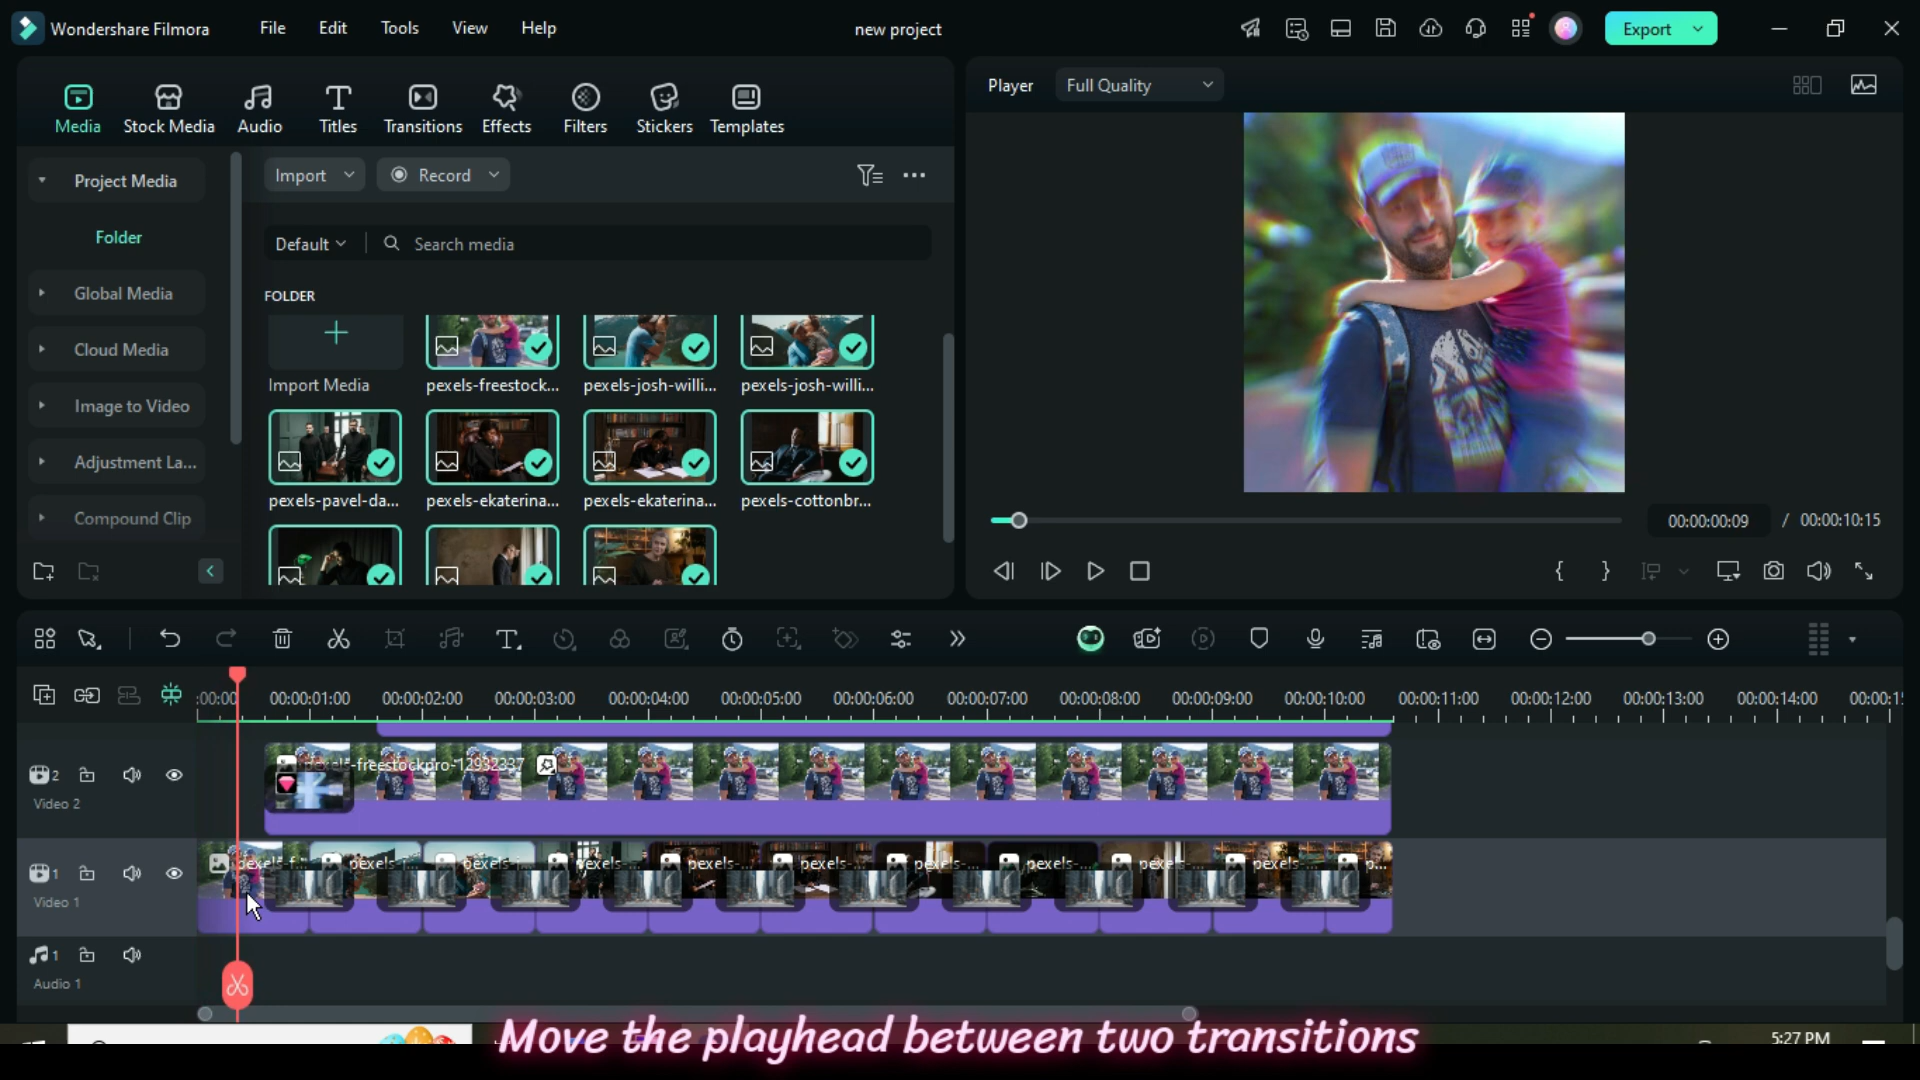 Wondershare Filmora
File
Edit
Tools
View
Help
new project
Export
Media
Stock Media
Audio
Titles
Transitions
Effects
Filters
Stickers
Templates
Player
Full Quality
Project Media
Folder
Global Media
Cloud Media
Image to Video
Adjustment La...
Compound Clip
Import
Record
Default
Search media
FOLDER
Import Media
pexels-freestock...
pexels-josh-willi...
pexels-josh-willi...
pexels-pavel-da...
pexels-ekaterina...
pexels-ekaterina...
pexels-cottonbr...
00:00:00:09 / 00:00:10:15
:00:00 00:00:01:00 00:00:02:00 00:00:03:00 00:00:04:00 00:00:05:00 00:00:06:00 00:00:07:00 00:00:08:00 00:00:09:00 00:00:10:00 00:00:11:00 00:00:12:00 00:00:13:00 00:00:14:00 00:00:15
2
Video 2
pexels-freestockpro-12932337
1
Video 1
pexels-f... pexels-j... pexels-j... pexels-... pexels-... pexels-... pexels-... pexels-... pexels-... pexels-... p...
1
Audio 1
Move the playhead between two transitions
5:27 PM